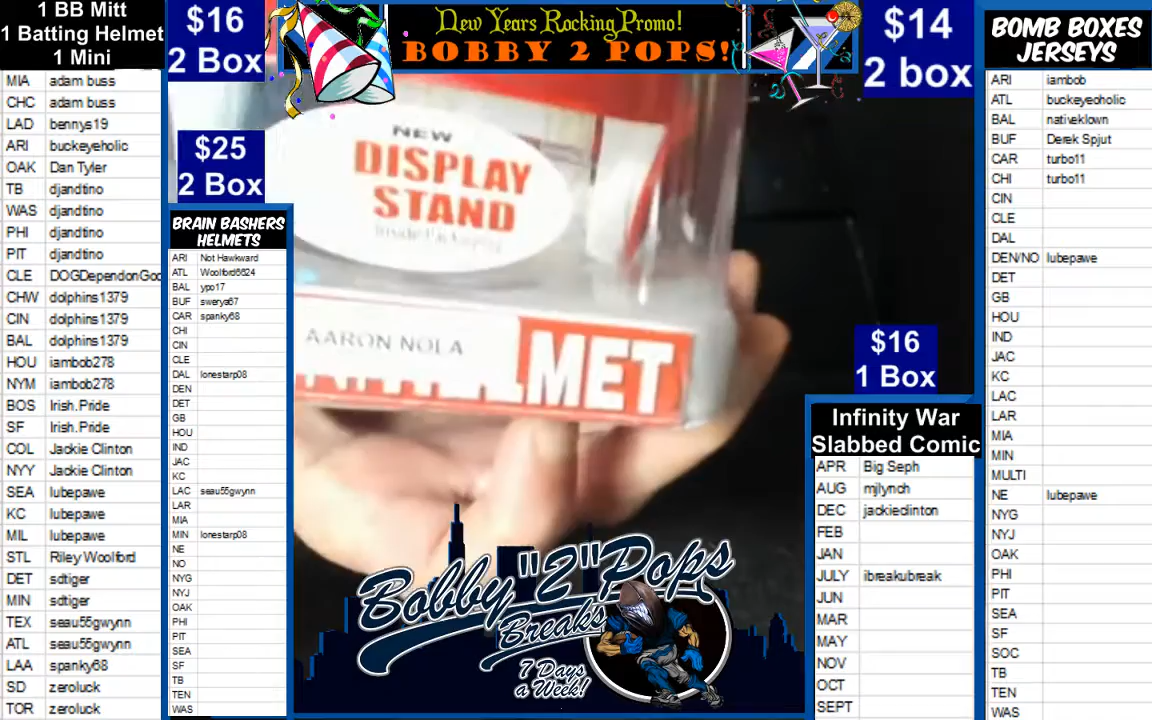 1 BB Mitt
1 Batting Helmet
1 Mini
MIA adam buss
CHC adam buss
LAD bennys19
ARI buckeyeholic
OAK Dan Tyler
TB djandtino
WAS djandtino
PHI djandtino
PIT djandtino
CLE DOGDependonGod
CHW dolphins1379
CIN dolphins1379
BAL dolphins1379
HOU iambob278
NYM iambob278
BOS Irish.Pride
SF Irish.Pride
COL Jackie Clinton
NYY Jackie Clinton
SEA lubepawe
KC lubepawe
MIL lubepawe
STL Riley Woolford
DET sdtiger
MIN sdtiger
TEX seau55gwynn
ATL seau55gwynn
LAA spanky68
SD zeroluck
TOR zeroluck
$16
2 Box
New Years Rocking Promo!
BOBBY 2 POPS!
$14
2 box
$25
2 Box
BRAIN BASHERS
HELMETS
ARI Not Hawkward
ATL Woolford6624
BAL ypo17
BUF swerya67
CAR spanky68
CHI
CIN
CLE
DAL lonestarp08
DEN
DET
GB
HOU
IND
JAC
KC
LAC seau55gwynn
LAR
MIA
MIN lonestarp08
NE
NO
NYG
NYJ
OAK
PHI
PIT
SEA
SF
TB
TEN
WAS
NEW
DISPLAY
STAND
Inside Packaging
AARON NOLA
MET
Bobby "2" Pops
Breaks
7 Days
a Week!
$16
1 Box
Infinity War
Slabbed Comic
APR Big Seph
AUG mjlynch
DEC jackieclinton
FEB
JAN
JULY ibreakubreak
JUN
MAR
MAY
NOV
OCT
SEPT
BOMB BOXES
JERSEYS
ARI iambob
ATL buckeyeoholic
BAL nativeklown
BUF Derek Spjut
CAR turbo11
CHI turbo11
CIN
CLE
DAL
DEN/NO lubepawe
DET
GB
HOU
IND
JAC
KC
LAC
LAR
MIA
MIN
MULTI
NE lubepawe
NYG
NYJ
OAK
PHI
PIT
SEA
SF
SOC
TB
TEN
WAS